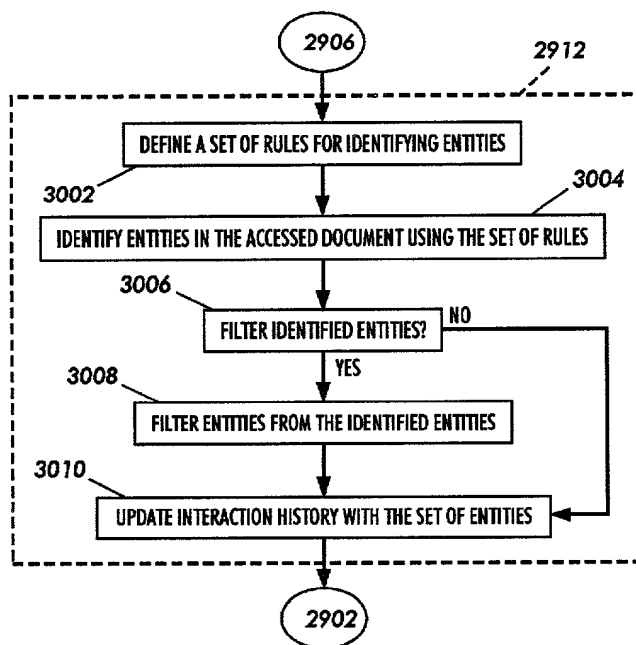 2906
2912
DEFINE A SET OF RULES FOR IDENTIFYING ENTITIES
3002
3004
IDENTIFY ENTITIES IN THE ACCESSED DOCUMENT USING THE SET OF RULES
3006
FILTER IDENTIFIED ENTITIES?
NO
YES
3008
FILTER ENTITIES FROM THE IDENTIFIED ENTITIES
3010
UPDATE INTERACTION HISTORY WITH THE SET OF ENTITIES
2902